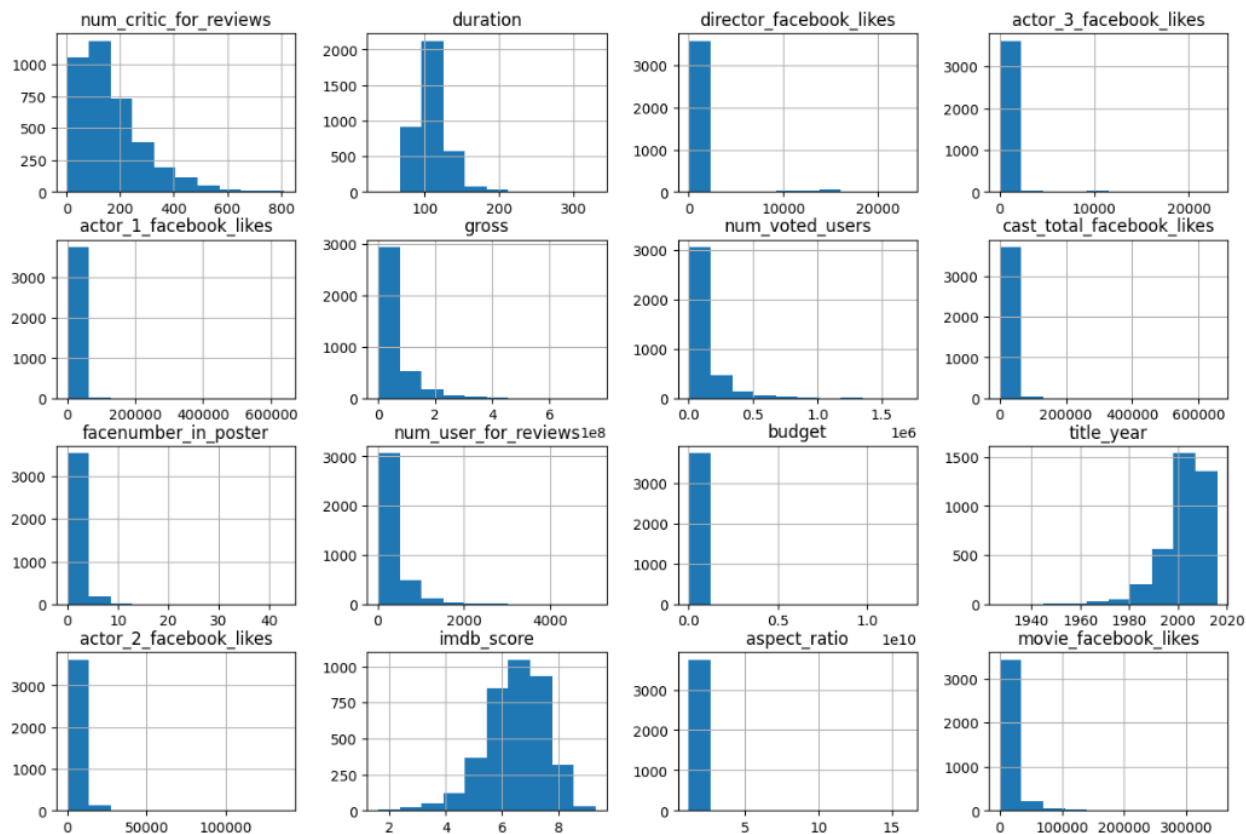 num_critic_for_reviews duration director_facebook_likes actor_3_facebook_likes
1000 2000 3000 3000
750 1500 2000 2000
500 1000 1000 1000
250 500
0 0 0 0
0 200 400 600 800 100 200 300 0 10000 20000 0 10000 20000
actor_1_facebook_likes gross num_voted_users cast_total_facebook_likes
3000 3000 3000 3000
2000 2000 2000 2000
1000 1000 1000 1000
0 0 0 0
0 200000 400000 600000 0 2 4 6 0.0 0.5 1.0 1.5 0 200000 400000 600000
facenumber_in_poster num_user_for_reviews 1e8 budget 1e6 title_year
3000 3000 3000 1500
2000 2000 2000 1000
1000 1000 1000 500
0 0 0 0
0 10 20 30 40 0 2000 4000 0.0 0.5 1.0 1940 1960 1980 2000 2020
actor_2_facebook_likes imdb_score aspect_ratio 1e10 movie_facebook_likes
3000 1000 3000 3000
2000 750 2000 2000
1000 500 1000 1000
250
0 0 0 0
0 50000 100000 2 4 6 8 5 10 15 0 100000 200000 300000